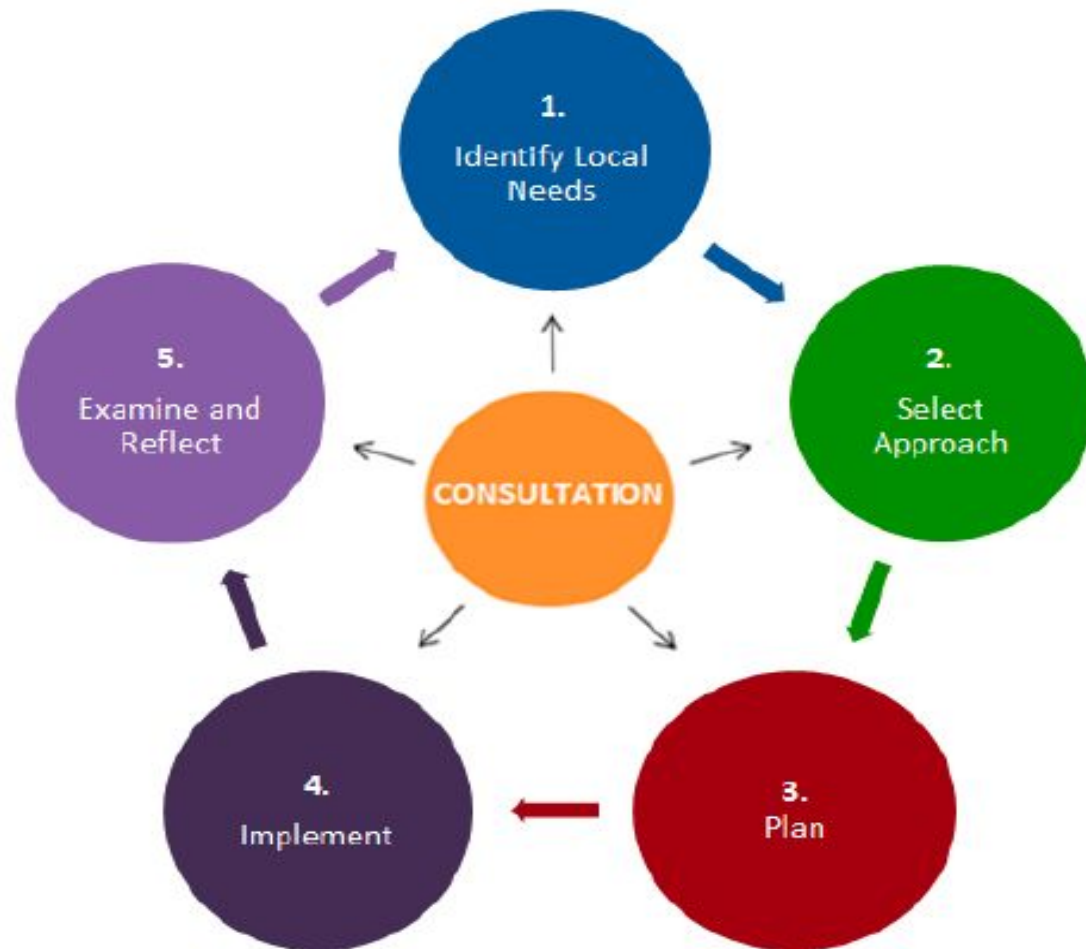 1.
Identify Local
Needs
2.
Select
Approach
3.
Plan
4.
Implement
5.
Examine and
Reflect
CONSULTATION